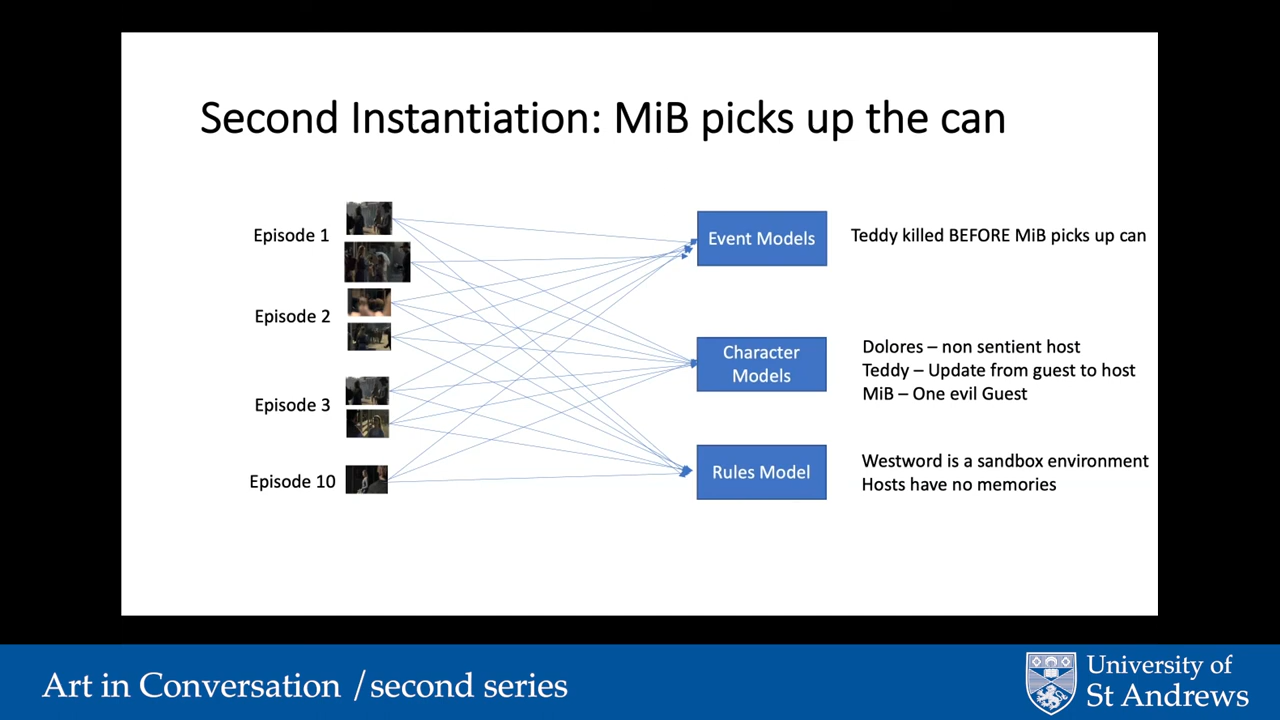 Second Instantiation: MiB picks up the can
Episode 1
Event Models
Teddy killed BEFORE MiB picks up can
Episode 2
Character
Models
Dolores – non sentient host
Teddy – Update from guest to host
MiB – One evil Guest
Episode 3
Rules Model
Westword is a sandbox environment
Hosts have no memories
Episode 10
Art in Conversation / second series
University of
St Andrews